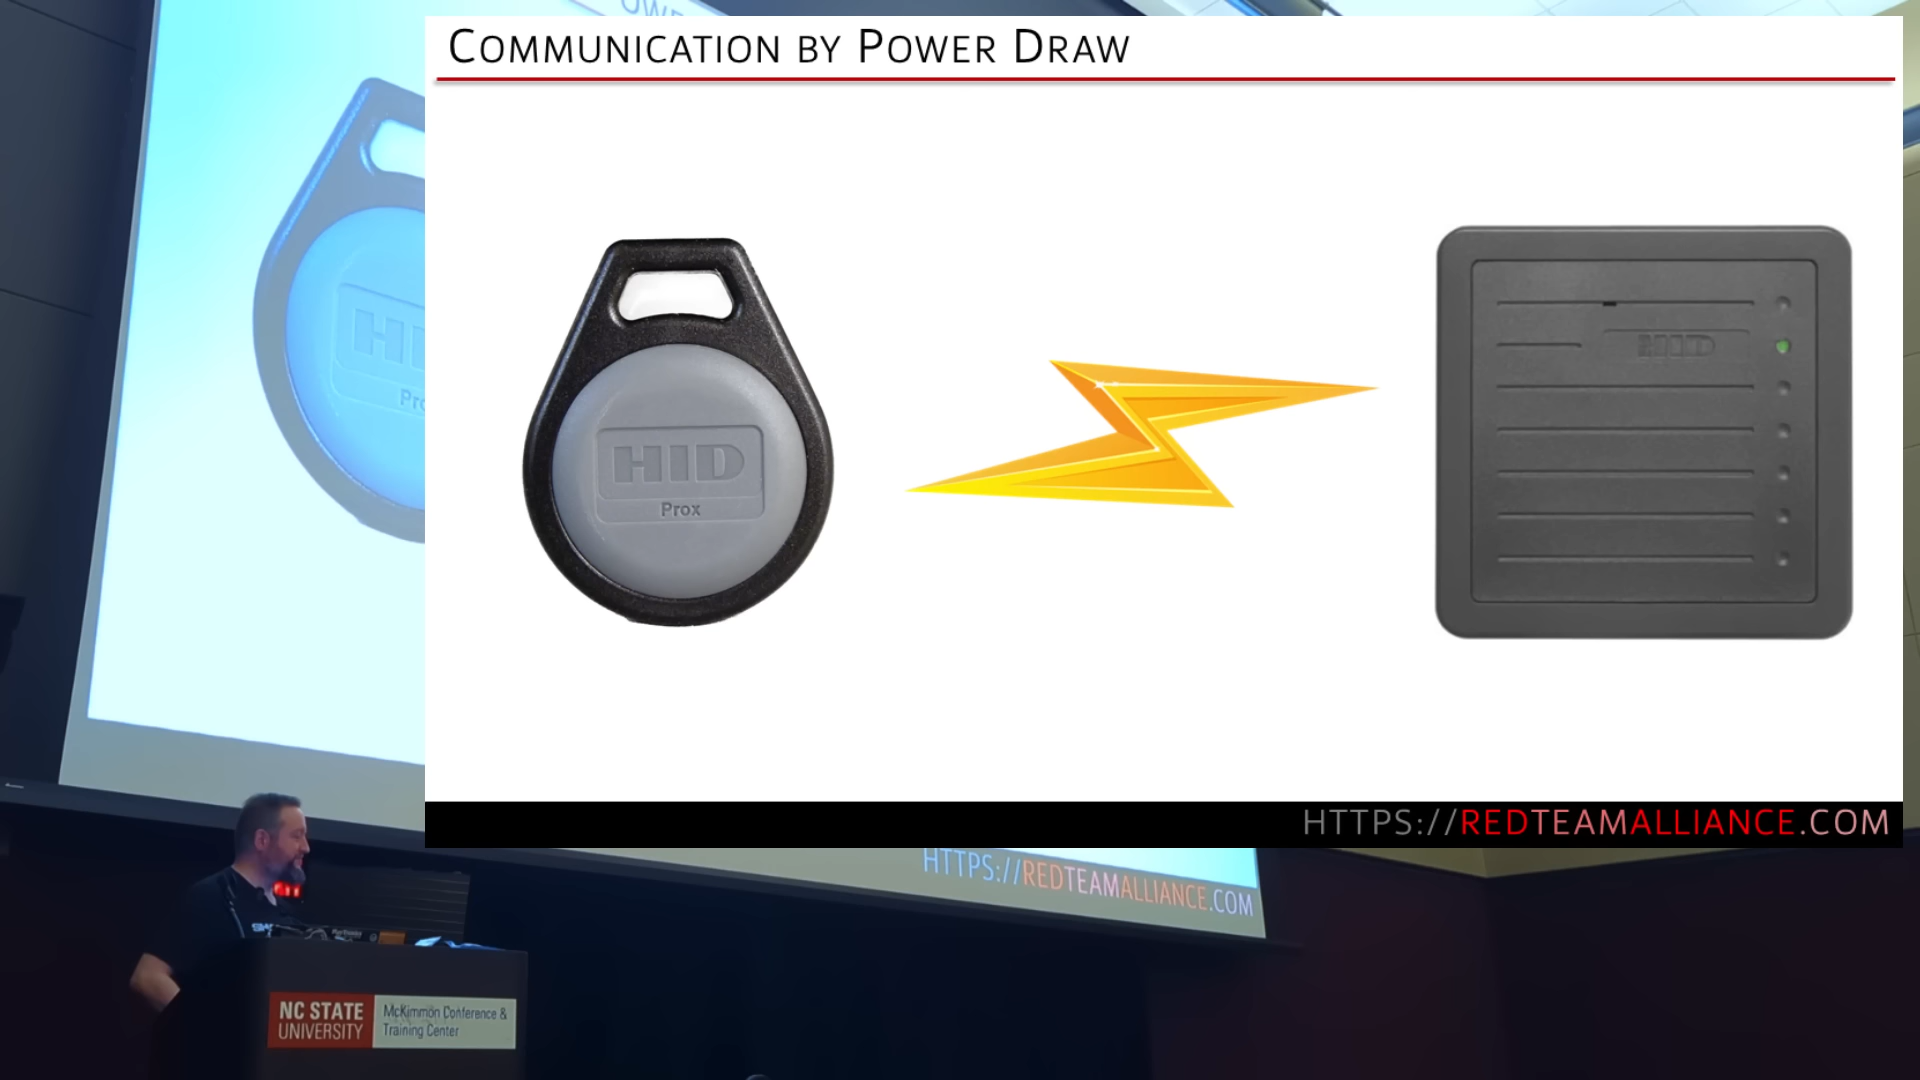 COMMUNICATION BY POWER DRAW
HID
Prox
HID
HTTPS://REDTEAMALLIANCE.COM
HTTPS://REDTEAMALLIANCE.COM
NC STATE
UNIVERSITY
McKimmon Conference &
Training Center